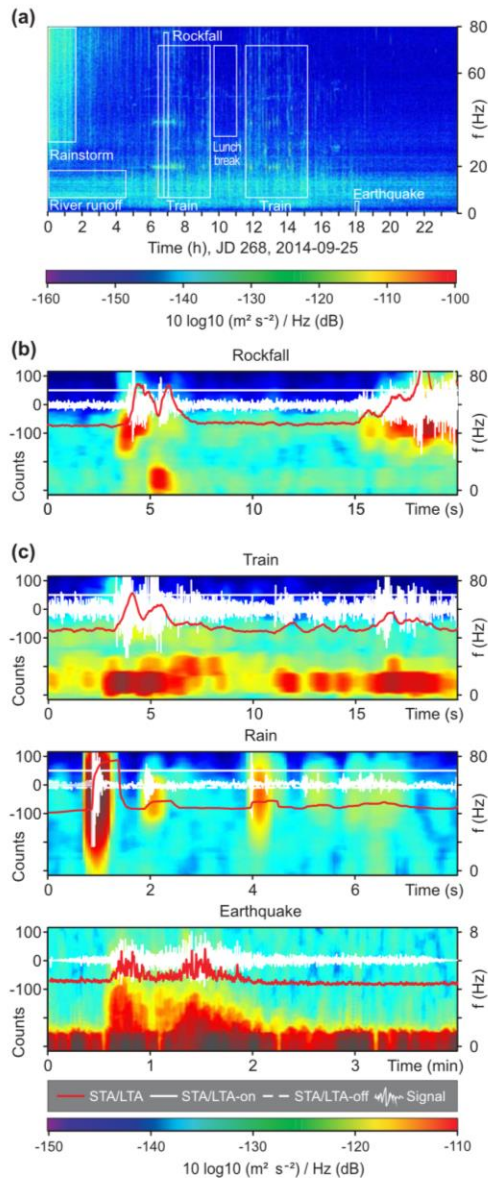 (a)
Rockfall
Rainstorm
Lunch
break
River runoff
Train
Train
Earthquake
80
60
40
20
0
f (Hz)
0 2 4 6 8 10 12 14 16 18 20 22
Time (h), JD 268, 2014-09-25
−160 −150 −140 −130 −120 −110 −100
10 log10 (m² s⁻²) / Hz (dB)
(b)
Rockfall
100
0
-100
Counts
80
0
f (Hz)
0 5 10 15 Time (s)
(c)
Train
100
0
-100
Counts
80
0
f (Hz)
0 5 10 15 Time (s)
Rain
100
0
-100
Counts
80
0
f (Hz)
0 2 4 6 Time (s)
Earthquake
100
0
-100
Counts
8
0
f (Hz)
0 1 2 3 Time (min)
STA/LTA STA/LTA-on STA/LTA-off Signal
−150 −140 −130 −120 −110
10 log10 (m² s⁻²) / Hz (dB)